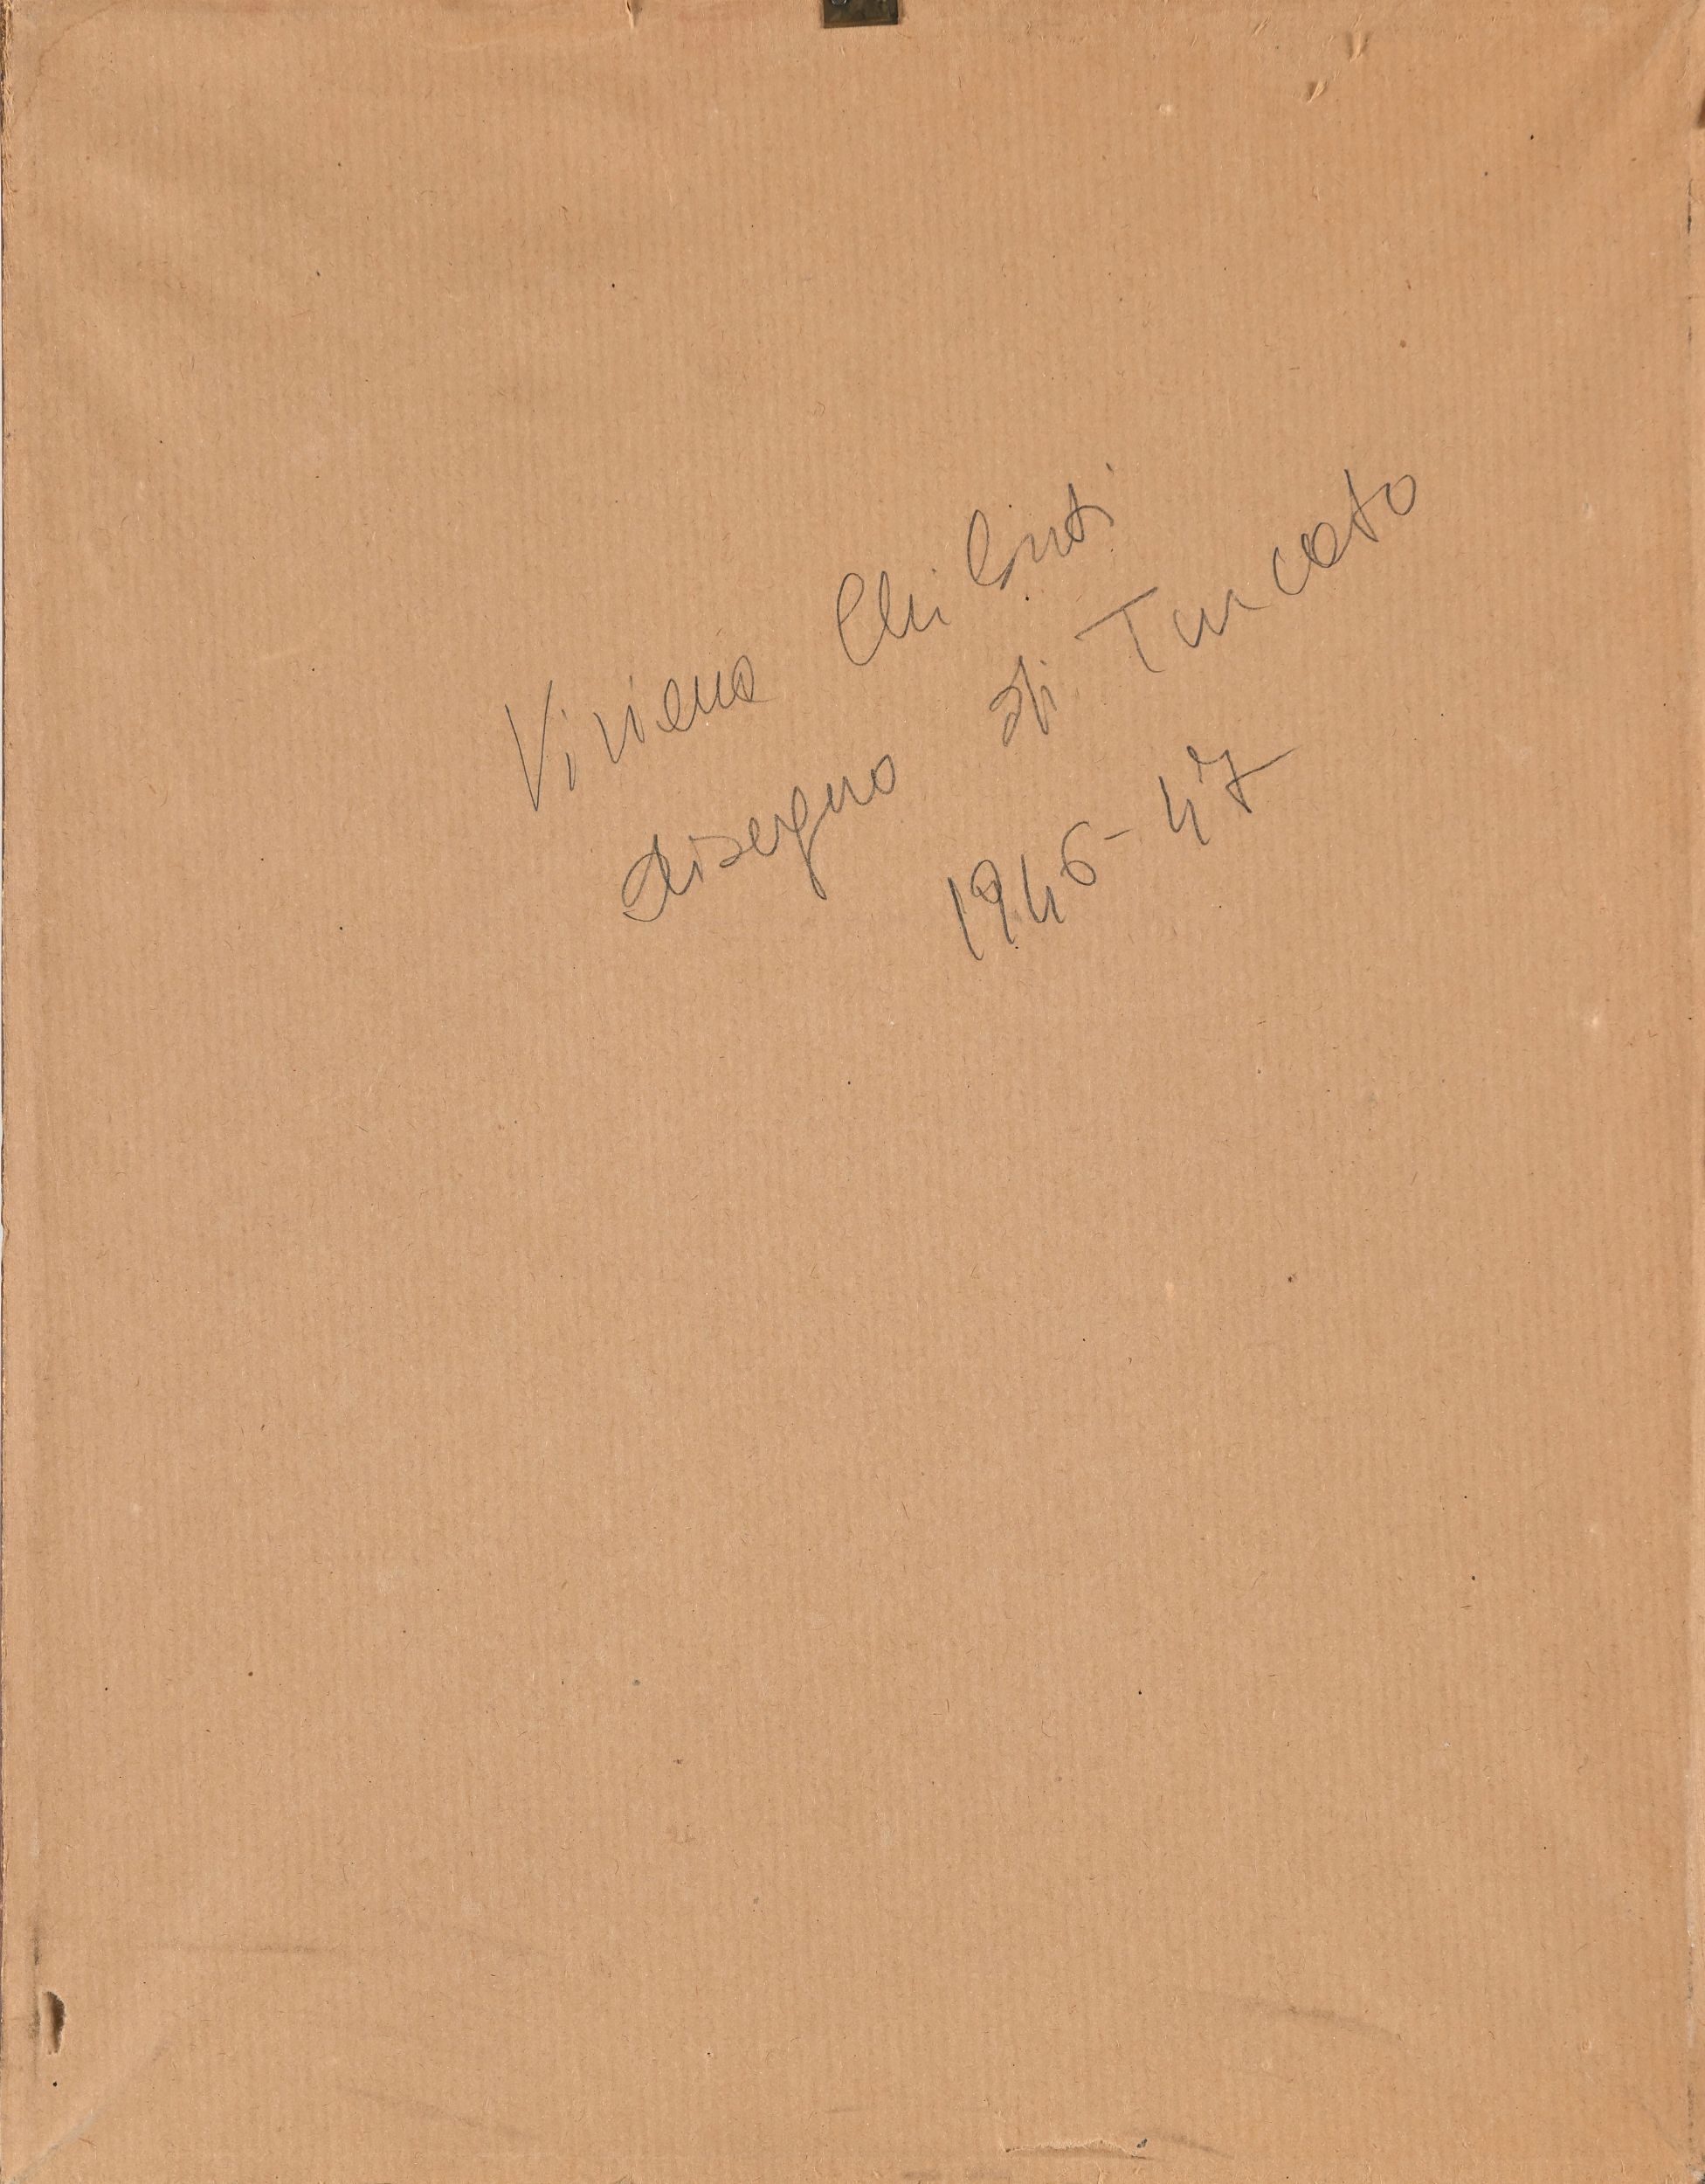 Viviana Chilanti
disegno di Turcato
1946-47